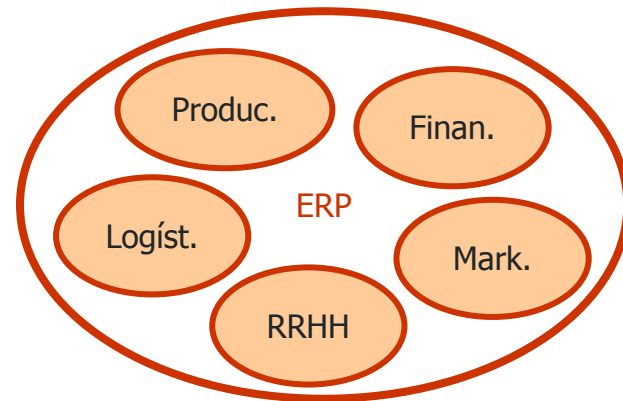 Produc.
Finan.
ERP
Logíst.
Mark.
RRHH